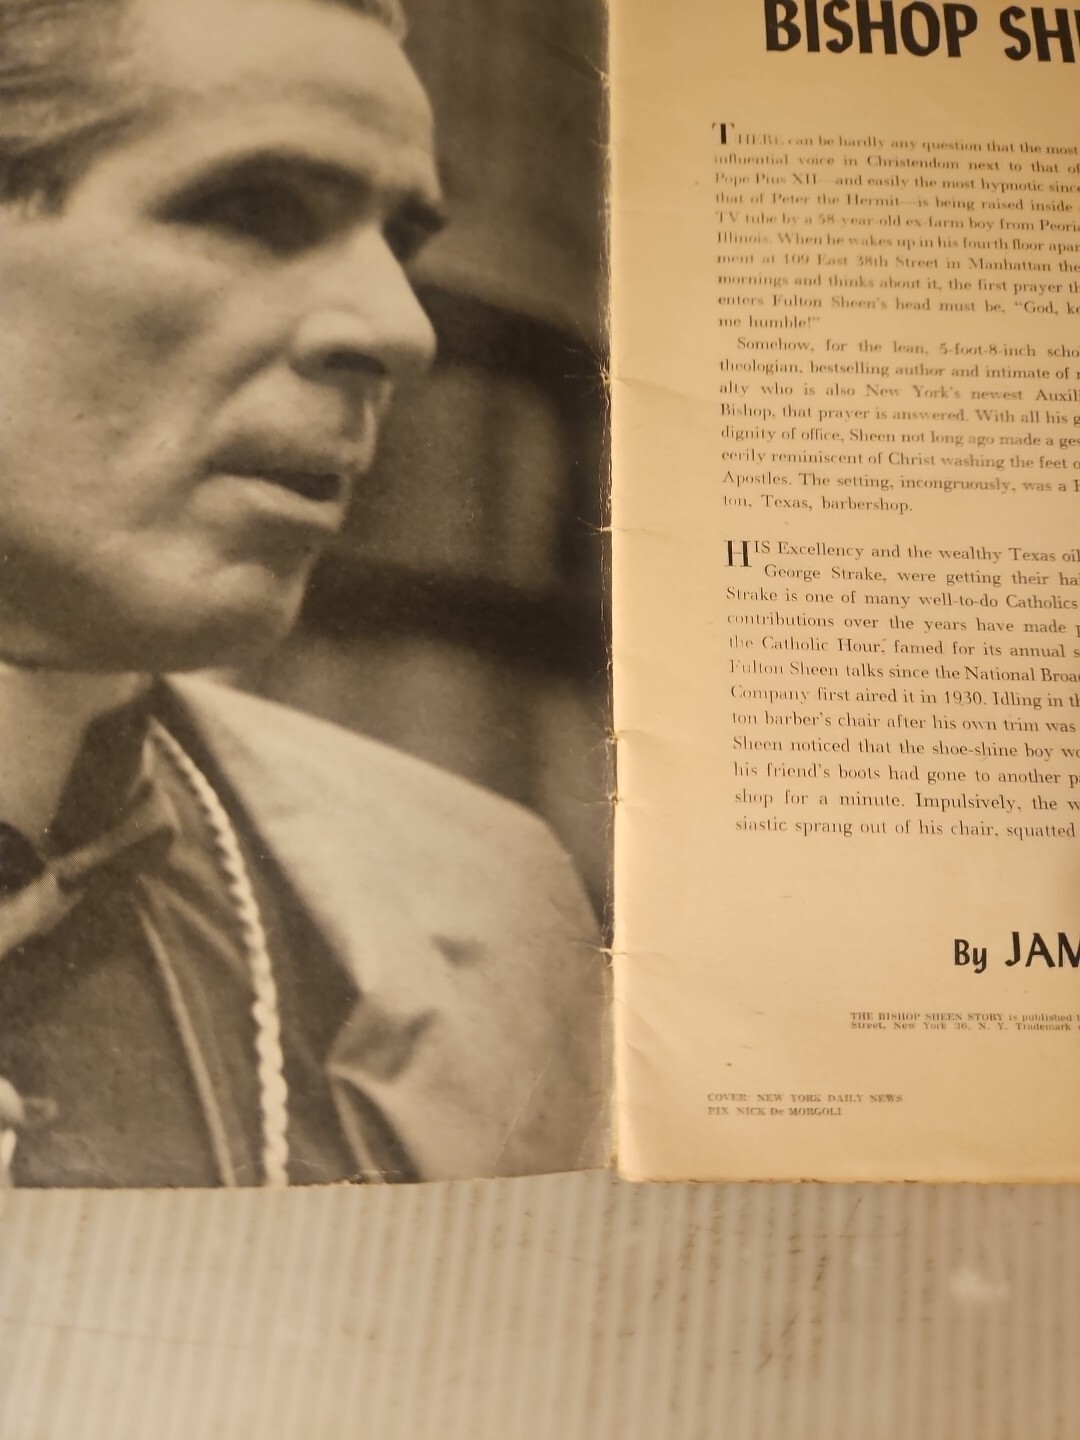 BISHOP SH
THERE can be hardly any question that the most
influential voice in Christendom next to that of
Pope Pius XII—and easily the most hypnotic since
that of Peter the Hermit—is being raised inside
TV tube by a 58-year-old ex-farm boy from Peori
Illinois. When he wakes up in his fourth floor apar
ment at 109 East 38th Street in Manhattan the
mornings and thinks about it, the first prayer th
enters Fulton Sheen's head must be, "God, ke
me humble!"
Somehow, for the lean, 5-foot-8-inch scho
theologian, bestselling author and intimate of
alty who is also New York's newest Auxil
Bishop, that prayer is answered. With all his g
dignity of office, Sheen not long ago made a ges
eerily reminiscent of Christ washing the feet o
Apostles. The setting, incongruously, was a
ton, Texas, barbershop.
HIS Excellency and the wealthy Texas oil
George Strake, were getting their ha
Strake is one of many well-to-do Catholics
contributions over the years have made
the Catholic Hour, famed for its annual s
Fulton Sheen talks since the National Broa
Company first aired it in 1930. Idling in th
ton barber's chair after his own trim was
Sheen noticed that the shoe-shine boy wo
his friend's boots had gone to another pa
shop for a minute. Impulsively, the w
siastic sprang out of his chair, squatted
By JAM
THE BISHOP SHEEN STORY is published
Street, New York 36, N. Y. Trademark
COVER: NEW YORK DAILY NEWS
PIX NICK De MORGOLI